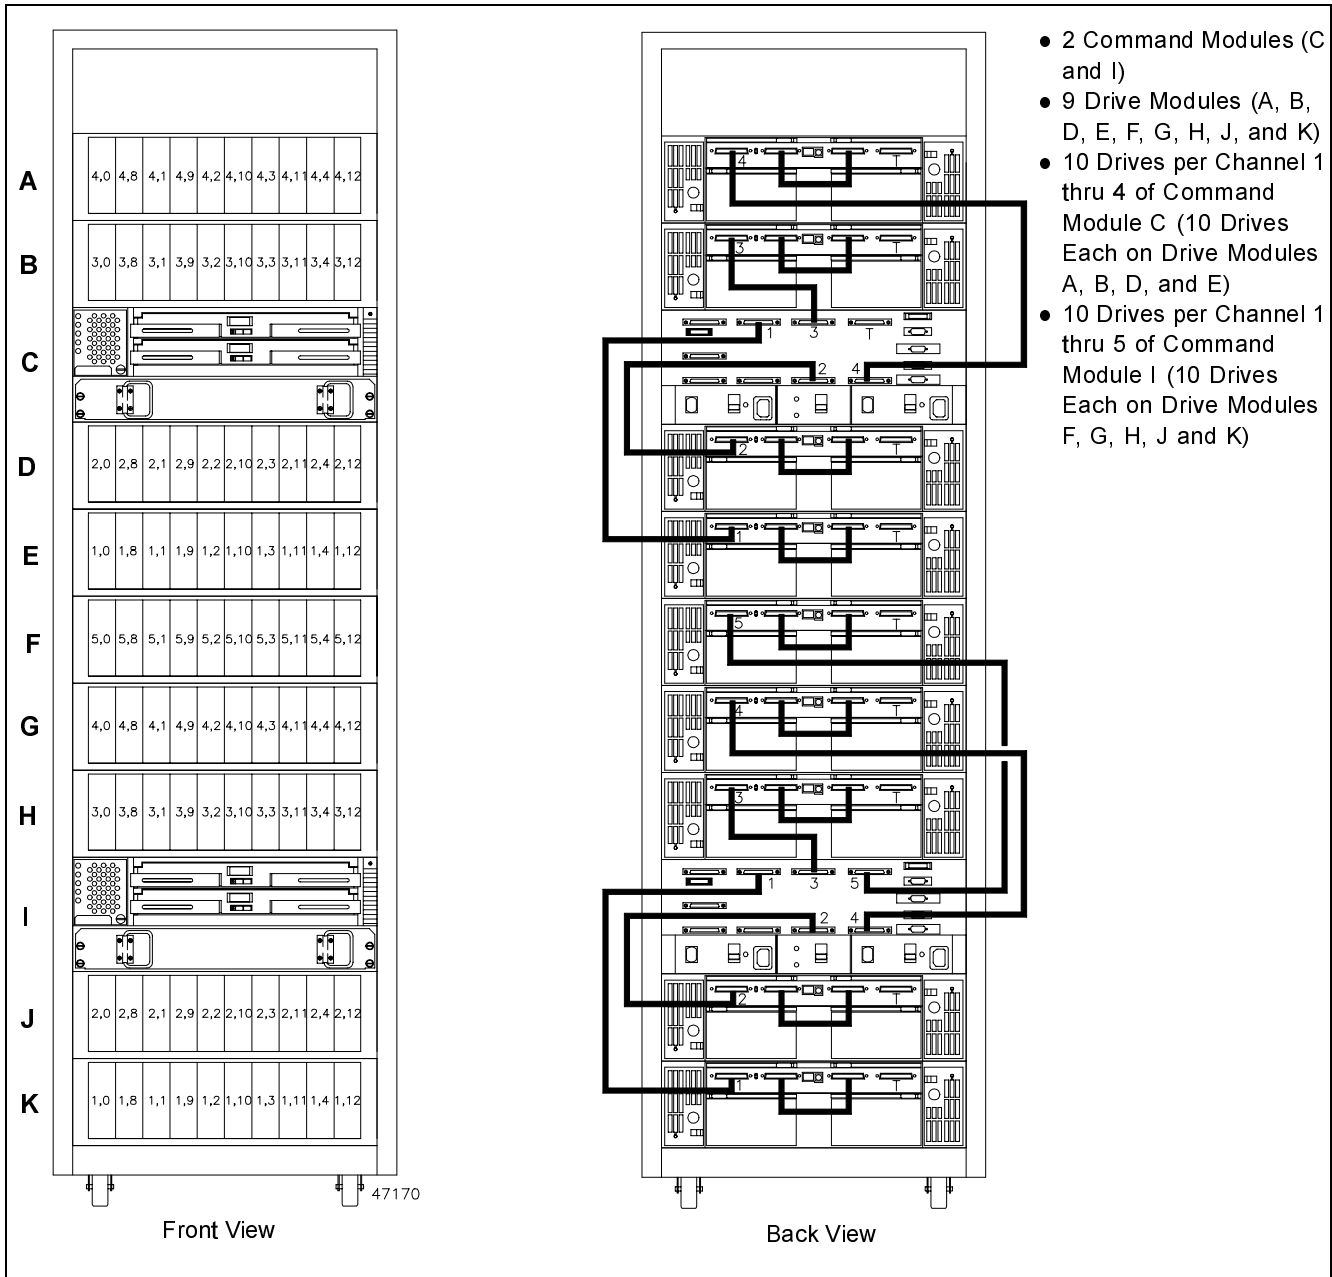 A
4,0 4,8 4,1 4,9 4,2 4,10 4,3 4,11 4,4 4,12
B
3,0 3,8 3,1 3,9 3,2 3,10 3,3 3,11 3,4 3,12
C
D
2,0 2,8 2,1 2,9 2,2 2,10 2,3 2,11 2,4 2,12
E
1,0 1,8 1,1 1,9 1,2 1,10 1,3 1,11 1,4 1,12
F
5,0 5,8 5,1 5,9 5,2 5,10 5,3 5,11 5,4 5,12
G
4,0 4,8 4,1 4,9 4,2 4,10 4,3 4,11 4,4 4,12
H
3,0 3,8 3,1 3,9 3,2 3,10 3,3 3,11 3,4 3,12
I
J
2,0 2,8 2,1 2,9 2,2 2,10 2,3 2,11 2,4 2,12
K
1,0 1,8 1,1 1,9 1,2 1,10 1,3 1,11 1,4 1,12
47170
Front View
4 T
3 T
1 3 T
2 4
2 T
1 T
5 T
4 T
3 T
1 3 5
2 4
2 T
1 T
Back View
● 2 Command Modules (C
and I)
● 9 Drive Modules (A, B,
D, E, F, G, H, J, and K)
● 10 Drives per Channel 1
thru 4 of Command
Module C (10 Drives
Each on Drive Modules
A, B, D, and E)
● 10 Drives per Channel 1
thru 5 of Command
Module I (10 Drives
Each on Drive Modules
F, G, H, J and K)